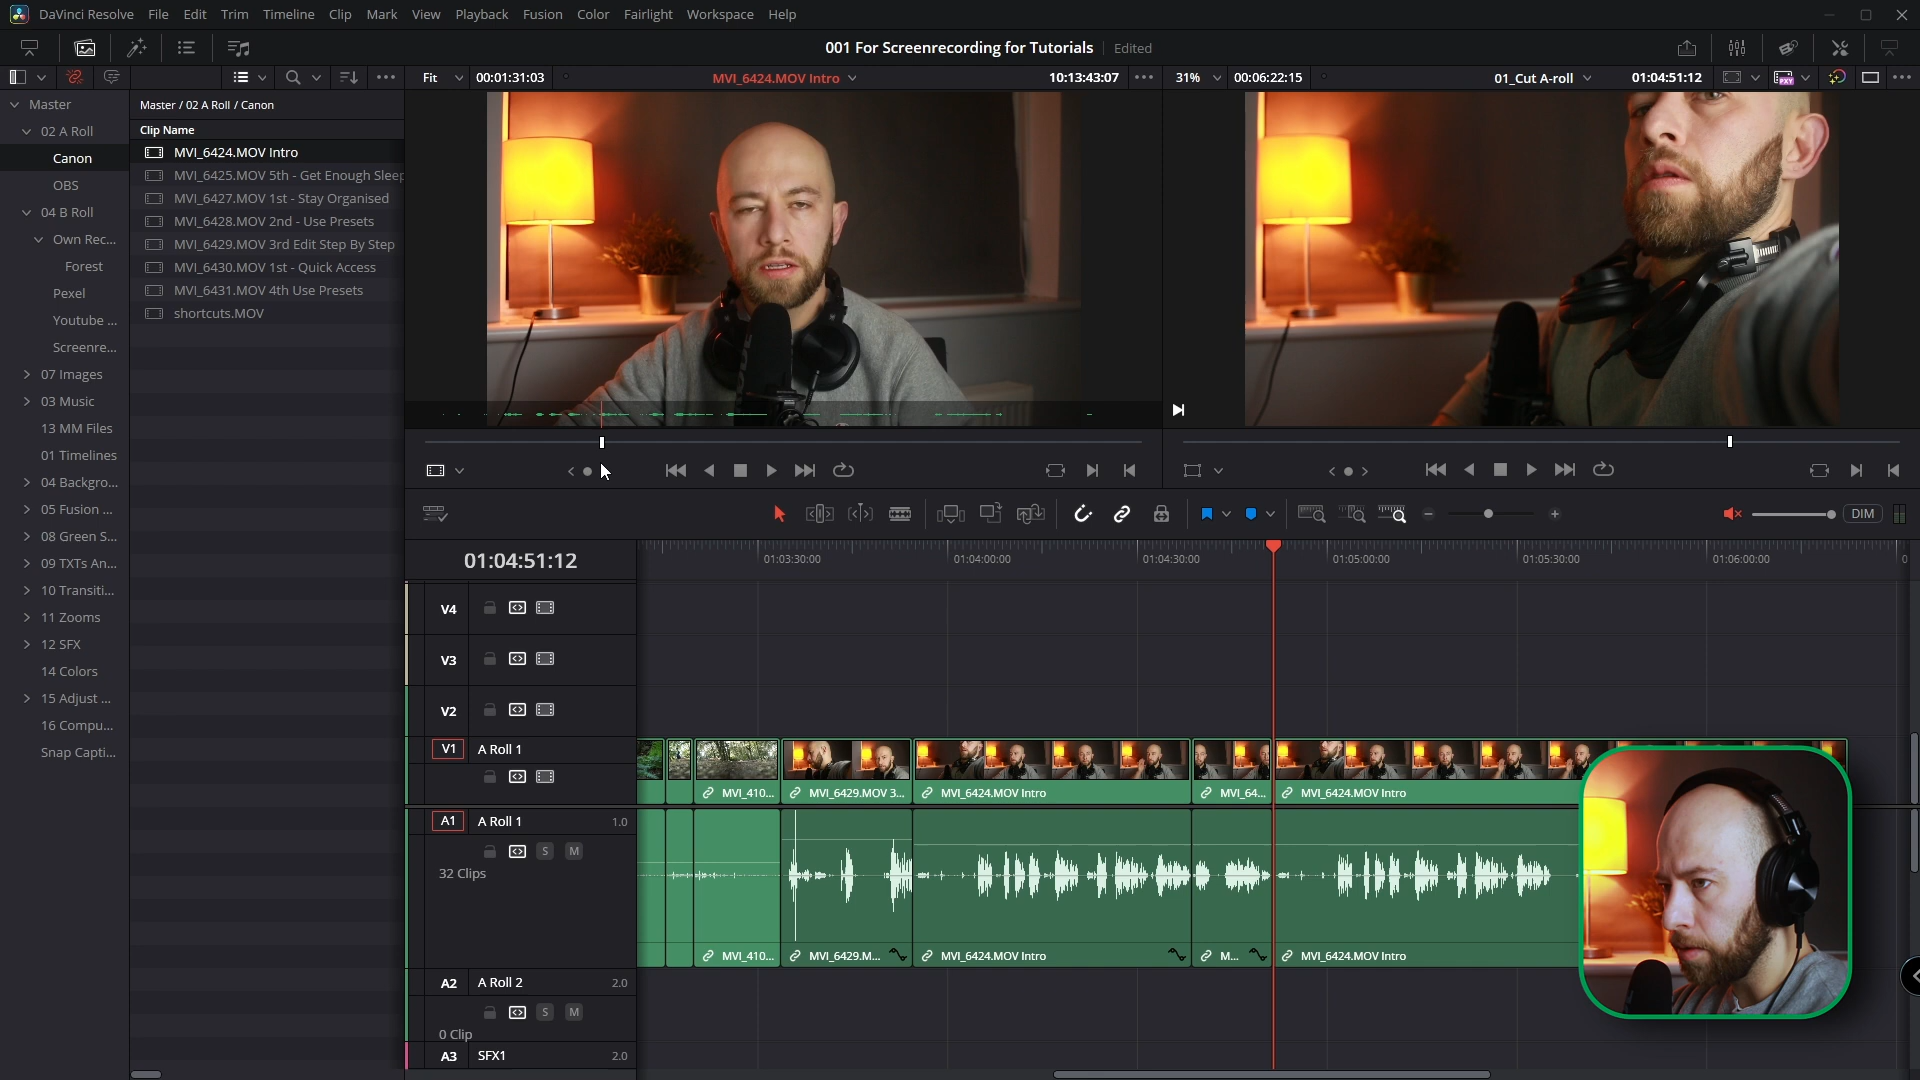 DaVinci Resolve File Edit Trim Timeline Clip Mark View Playback Fusion Color Fairlight Workspace Help
001 For Screenrecording for Tutorials Edited
Fit 00:01:31:03 MVI_6424.MOV Intro 10:13:43:07 31% 00:06:22:15 01_Cut A-roll 01:04:51:12 PXY
Master
02 A Roll
Canon
OBS
04 B Roll
Own Rec...
Forest
Pexel
Youtube ...
Screenre...
07 Images
03 Music
13 MM Files
01 Timelines
04 Backgro...
05 Fusion ...
08 Green S...
09 TXTs An...
10 Transiti...
11 Zooms
12 SFX
14 Colors
15 Adjust ...
16 Compu...
Snap Capti...
Master / 02 A Roll / Canon
Clip Name
MVI_6424.MOV Intro
MVI_6425.MOV 5th - Get Enough Sleep
MVI_6427.MOV 1st - Stay Organised
MVI_6428.MOV 2nd - Use Presets
MVI_6429.MOV 3rd Edit Step By Step
MVI_6430.MOV 1st - Quick Access
MVI_6431.MOV 4th Use Presets
shortcuts.MOV
DIM
01:04:51:12
01:03:30:00 01:04:00:00 01:04:30:00 01:05:00:00 01:05:30:00 01:06:00:00 0
V4
V3
V2
V1 A Roll 1
MVI_410... MVI_6429.MOV 3... MVI_6424.MOV Intro MVI_64... MVI_6424.MOV Intro
A1 A Roll 1 1.0
S M
32 Clips
MVI_410... MVI_6429.M... MVI_6424.MOV Intro M... MVI_6424.MOV Intro
A2 A Roll 2 2.0
S M
0 Clip
A3 SFX1 2.0